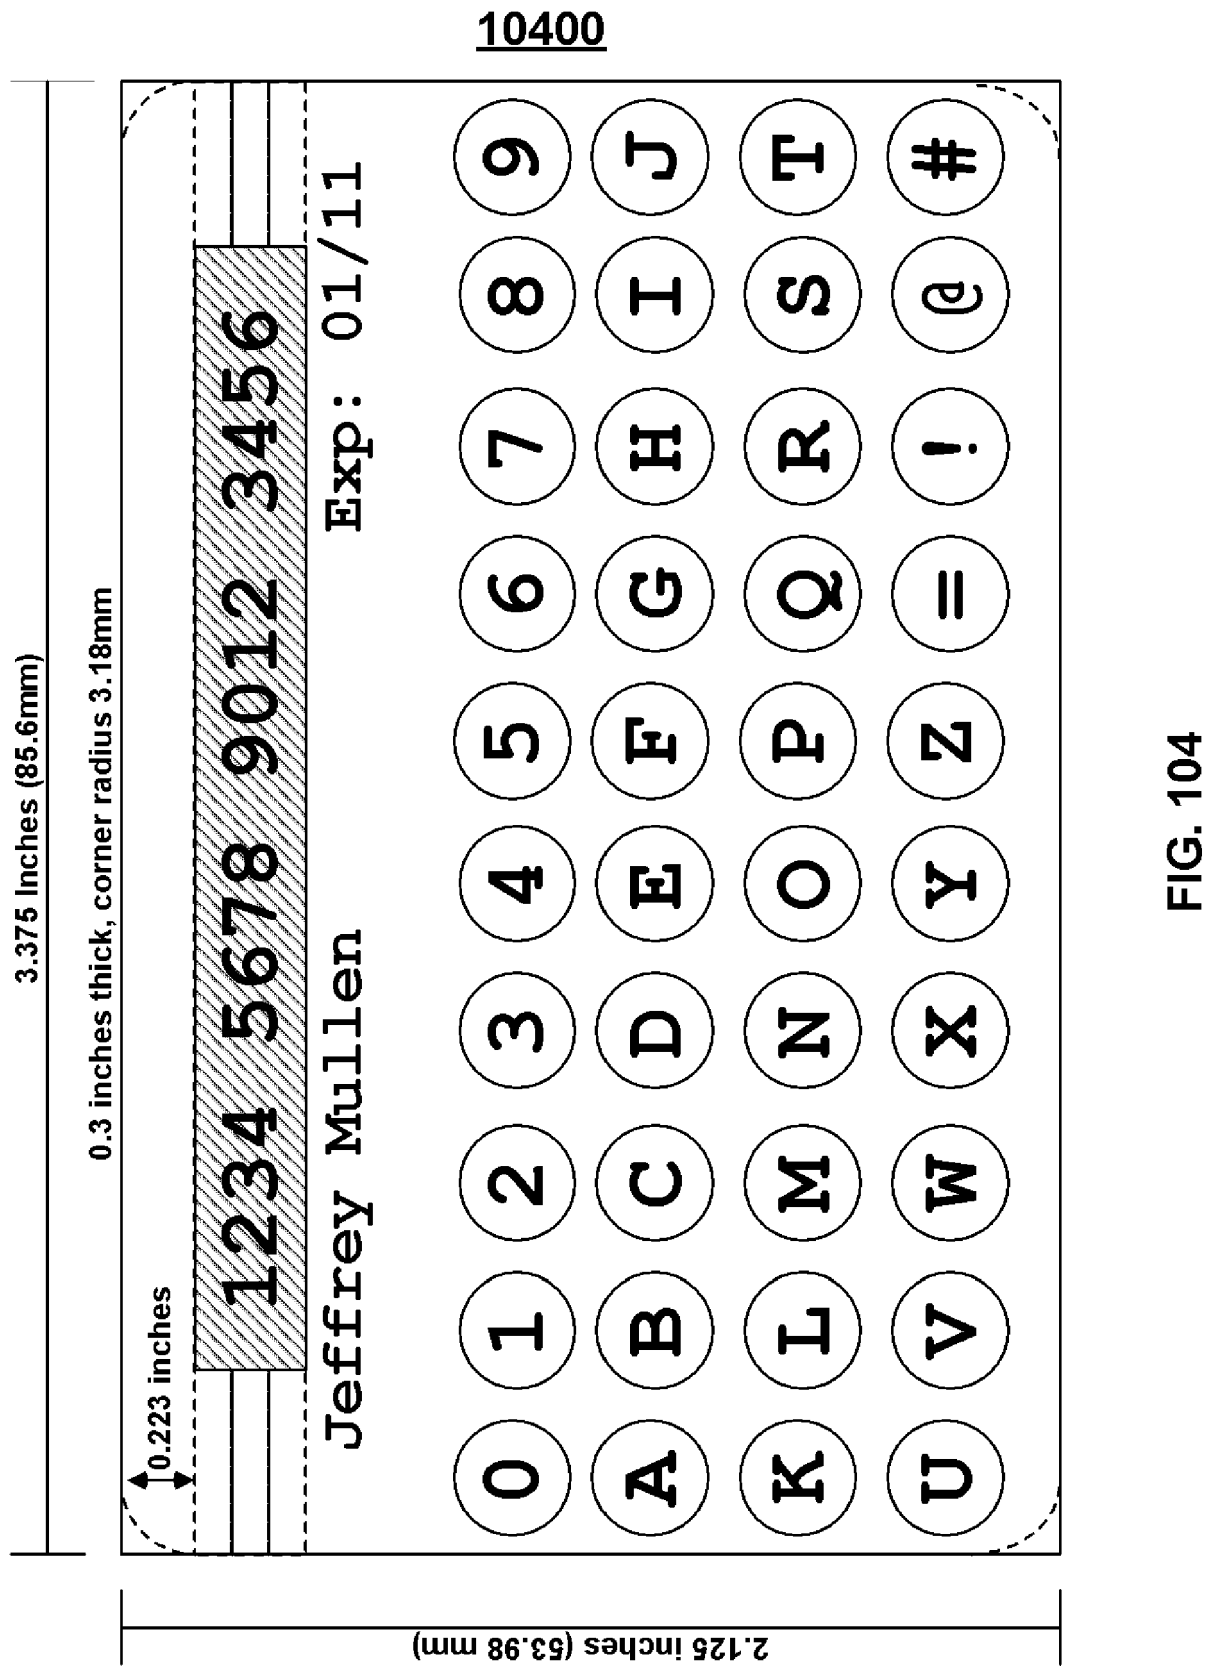 10400
3.375 Inches (85.6mm)
0.3 inches thick, corner radius 3.18mm
0.223 inches
1234 5678 9012 3456
Jeffrey Mullen Exp: 01/11
0 1 2 3 4 5 6 7 8 9
A B C D E F G H I J
K L M N O P Q R S T
U V W X Y Z = ! @ #
2.125 inches (53.98 mm)
FIG. 104